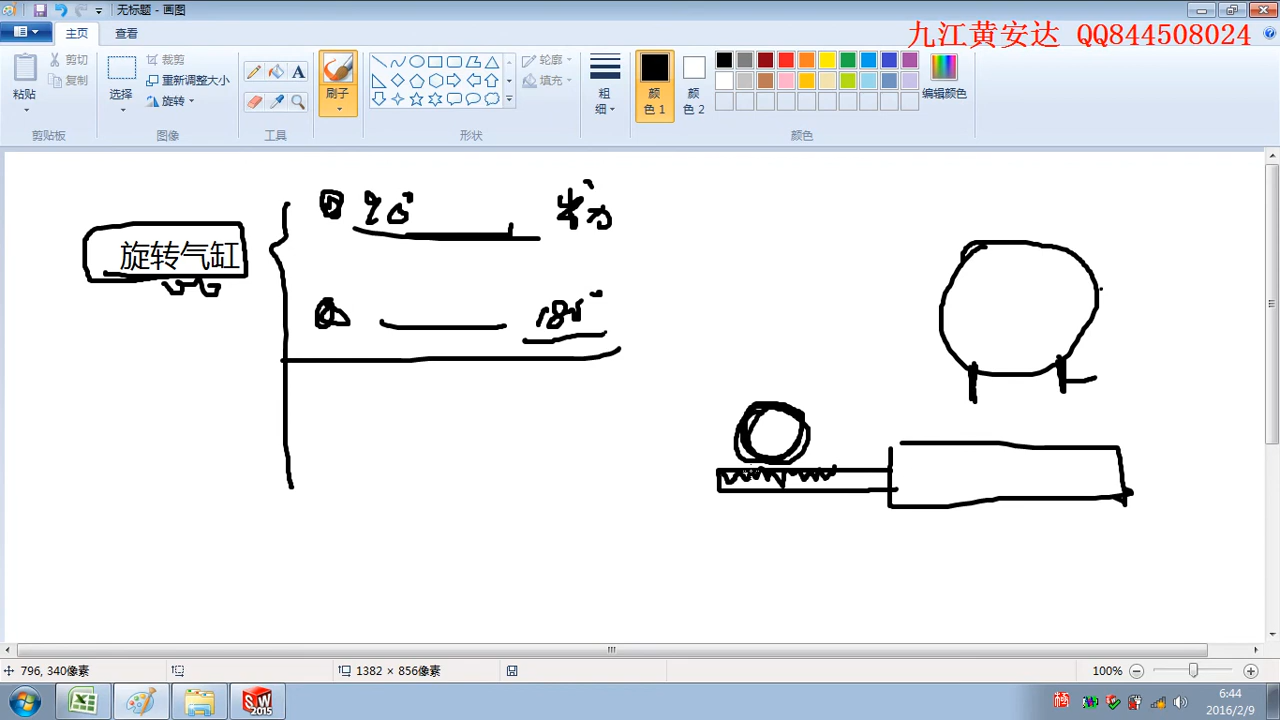 无标题 - 画图
九江黄安达 QQ844508024
主页 查看
粘贴
剪切
复制
剪贴板
选择
裁剪
重新调整大小
旋转
图像
A
工具
刷子
轮廓
填充
形状
粗细
颜色 1
颜色 2
编辑颜色
颜色
90°
旋转气缸
180°
796, 340像素
1382 × 856像素
100%
SW 2015
6:44
2016/2/9